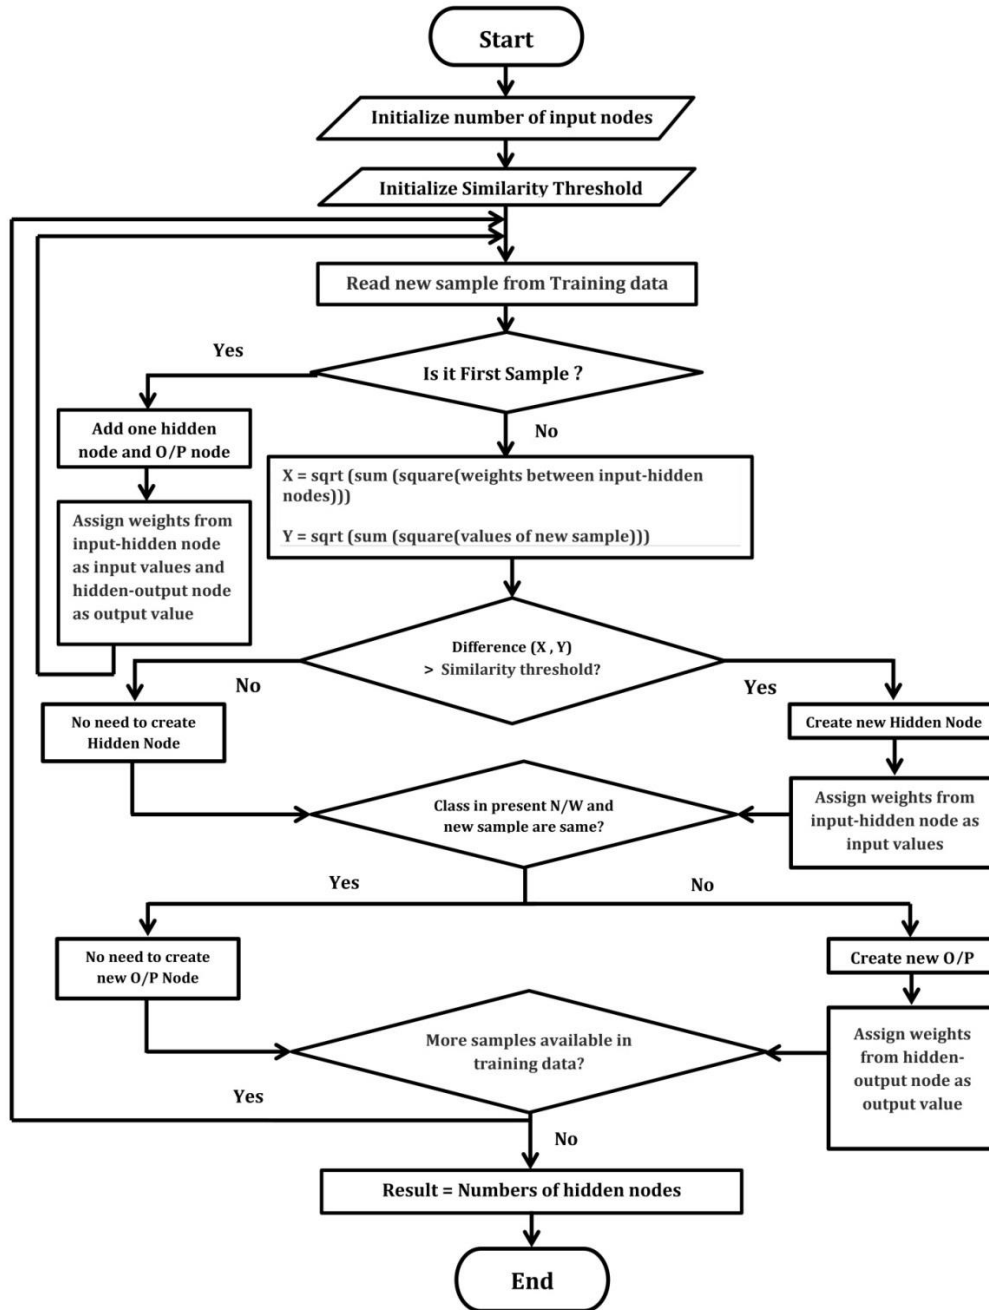 Start
Initialize number of input nodes
Initialize Similarity Threshold
Read new sample from Training data
Yes
Is it First Sample ?
No
Add one hidden
node and O/P node
X = sqrt (sum (square(weights between input-hidden
nodes)))
Y = sqrt (sum (square(values of new sample)))
Assign weights from
input-hidden node
as input values and
hidden-output node
as output value
Difference (X , Y)
> Similarity threshold?
No
Yes
No need to create
Hidden Node
Create new Hidden Node
Class in present N/W and
new sample are same?
Assign weights from
input-hidden node as
input values
Yes
No
No need to create
new O/P Node
Create new O/P
More samples available in
training data?
Assign weights
from hidden-
output node as
output value
Yes
No
Result = Numbers of hidden nodes
End